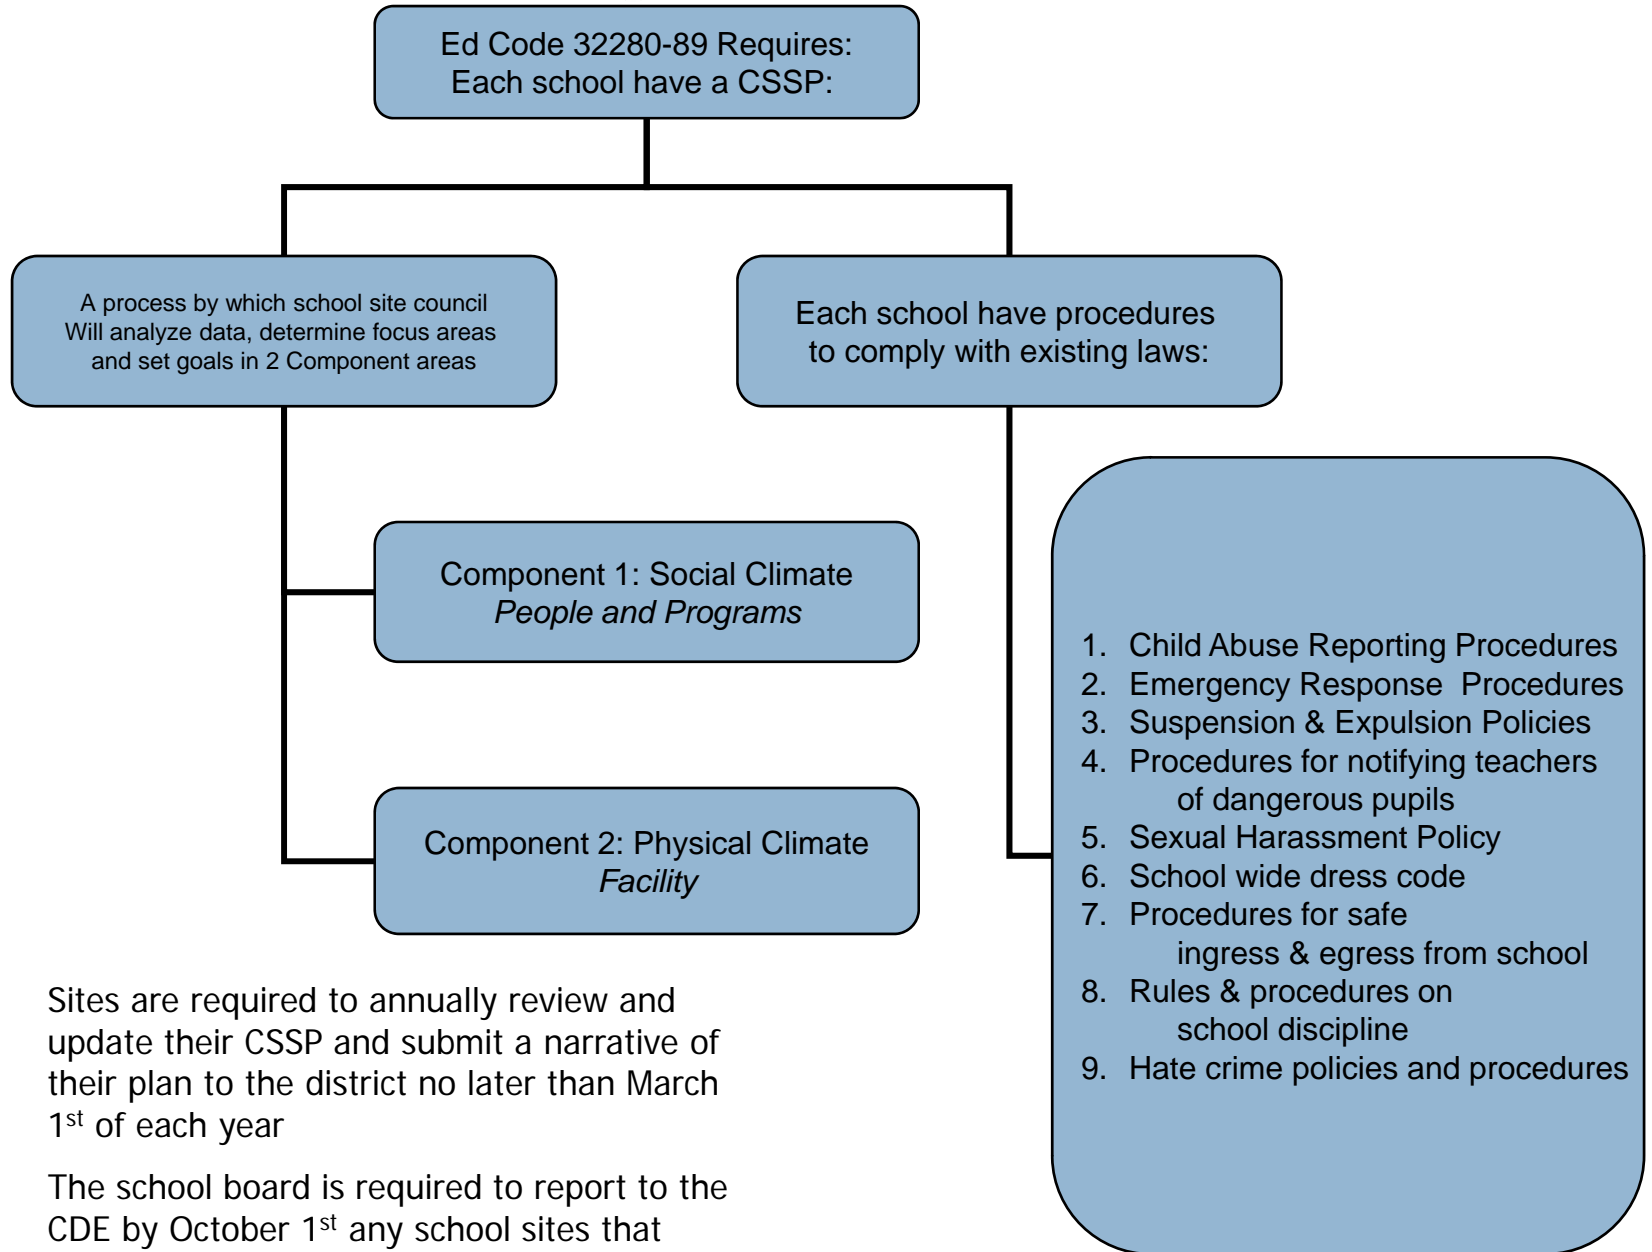 Ed Code 32280-89 Requires:
Each school have a CSSP:
A process by which school site council
Will analyze data, determine focus areas
and set goals in 2 Component areas
Each school have procedures
to comply with existing laws:
Component 1: Social Climate
People and Programs
Component 2: Physical Climate
Facility
1. Child Abuse Reporting Procedures
2. Emergency Response Procedures
3. Suspension & Expulsion Policies
4. Procedures for notifying teachers
of dangerous pupils
5. Sexual Harassment Policy
6. School wide dress code
7. Procedures for safe
ingress & egress from school
8. Rules & procedures on
school discipline
9. Hate crime policies and procedures
Sites are required to annually review and
update their CSSP and submit a narrative of
their plan to the district no later than March
1st of each year
The school board is required to report to the
CDE by October 1st any school sites that